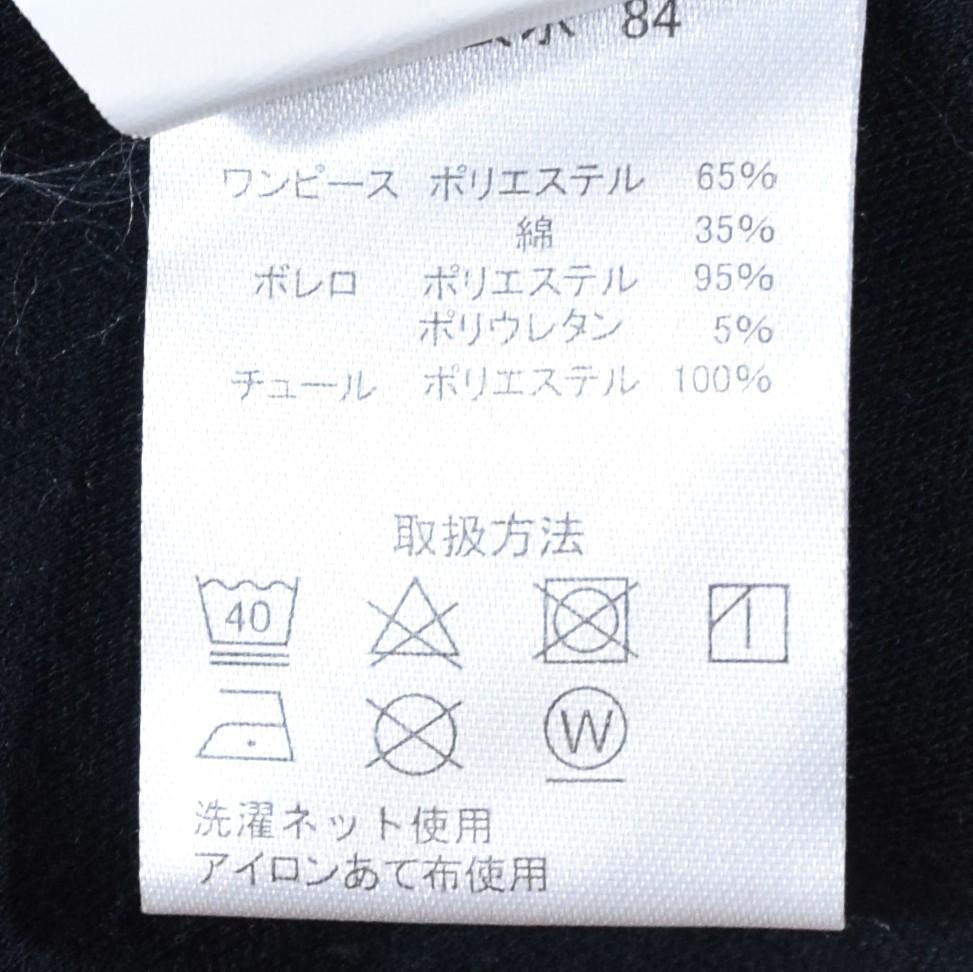 84
ワンピース ポリエステル 65%
綿 35%
ボレロ ポリエステル 95%
ポリウレタン 5%
チュール ポリエステル 100%
取扱方法
40
W
洗濯ネット使用
アイロンあて布使用